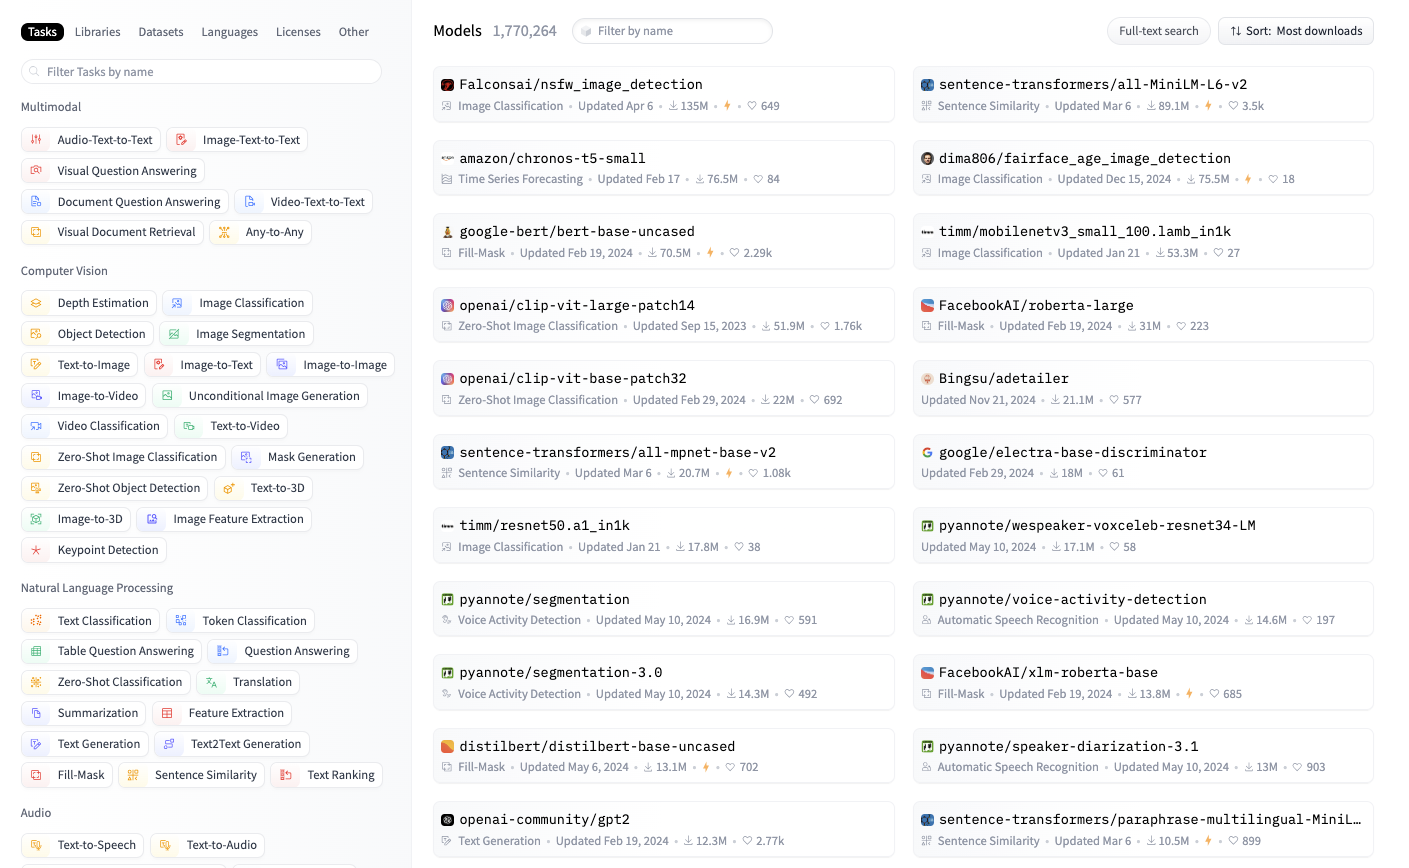 Tasks Libraries Datasets Languages Licenses Other
Filter Tasks by name
Multimodal
Audio-Text-to-Text Image-Text-to-Text
Visual Question Answering
Document Question Answering Video-Text-to-Text
Visual Document Retrieval Any-to-Any
Computer Vision
Depth Estimation Image Classification
Object Detection Image Segmentation
Text-to-Image Image-to-Text Image-to-Image
Image-to-Video Unconditional Image Generation
Video Classification Text-to-Video
Zero-Shot Image Classification Mask Generation
Zero-Shot Object Detection Text-to-3D
Image-to-3D Image Feature Extraction
Keypoint Detection
Natural Language Processing
Text Classification Token Classification
Table Question Answering Question Answering
Zero-Shot Classification Translation
Summarization Feature Extraction
Text Generation Text2Text Generation
Fill-Mask Sentence Similarity Text Ranking
Audio
Text-to-Speech Text-to-Audio
Models 1,770,264 Filter by name Full-text search Sort: Most downloads
Falconsai/nsfw_image_detection
Image Classification • Updated Apr 6 • 135M • • 649
sentence-transformers/all-MiniLM-L6-v2
Sentence Similarity • Updated Mar 6 • 89.1M • • 3.5k
amazon/chronos-t5-small
Time Series Forecasting • Updated Feb 17 • 76.5M • 84
dima806/fairface_age_image_detection
Image Classification • Updated Dec 15, 2024 • 75.5M • • 18
google-bert/bert-base-uncased
Fill-Mask • Updated Feb 19, 2024 • 70.5M • • 2.29k
timm/mobilenetv3_small_100.lamb_in1k
Image Classification • Updated Jan 21 • 53.3M • 27
openai/clip-vit-large-patch14
Zero-Shot Image Classification • Updated Sep 15, 2023 • 51.9M • 1.76k
FacebookAI/roberta-large
Fill-Mask • Updated Feb 19, 2024 • 31M • 223
openai/clip-vit-base-patch32
Zero-Shot Image Classification • Updated Feb 29, 2024 • 22M • 692
Bingsu/adetailer
Updated Nov 21, 2024 • 21.1M • 577
sentence-transformers/all-mpnet-base-v2
Sentence Similarity • Updated Mar 6 • 20.7M • • 1.08k
google/electra-base-discriminator
Updated Feb 29, 2024 • 18M • 61
timm/resnet50.a1_in1k
Image Classification • Updated Jan 21 • 17.8M • 38
pyannote/wespeaker-voxceleb-resnet34-LM
Updated May 10, 2024 • 17.1M • 58
pyannote/segmentation
Voice Activity Detection • Updated May 10, 2024 • 16.9M • 591
pyannote/voice-activity-detection
Automatic Speech Recognition • Updated May 10, 2024 • 14.6M • 197
pyannote/segmentation-3.0
Voice Activity Detection • Updated May 10, 2024 • 14.3M • 492
FacebookAI/xlm-roberta-base
Fill-Mask • Updated Feb 19, 2024 • 13.8M • • 685
distilbert/distilbert-base-uncased
Fill-Mask • Updated May 6, 2024 • 13.1M • • 702
pyannote/speaker-diarization-3.1
Automatic Speech Recognition • Updated May 10, 2024 • 13M • 903
openai-community/gpt2
Text Generation • Updated Feb 19, 2024 • 12.3M • 2.77k
sentence-transformers/paraphrase-multilingual-MiniL…
Sentence Similarity • Updated Mar 6 • 10.5M • • 899